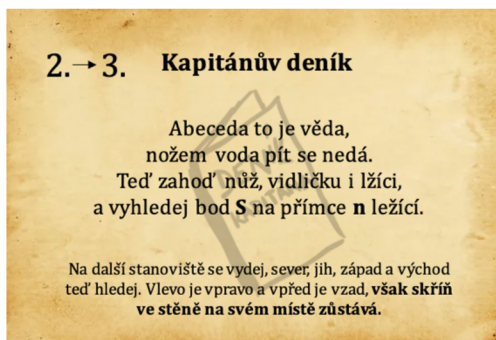 2.→3. Kapitánův deník
Abeceda to je věda,
nožem voda pít se nedá.
Teď zahoď nůž, vidličku i lžíci,
a vyhledej bod S na přímce n ležící.
Na další stanoviště se vydej, sever, jih, západ a východ
teď hledej. Vlevo je vpravo a vpřed je vzad, však skříň
ve stěně na svém místě zůstává.
DENÍK
KAPITÁNA